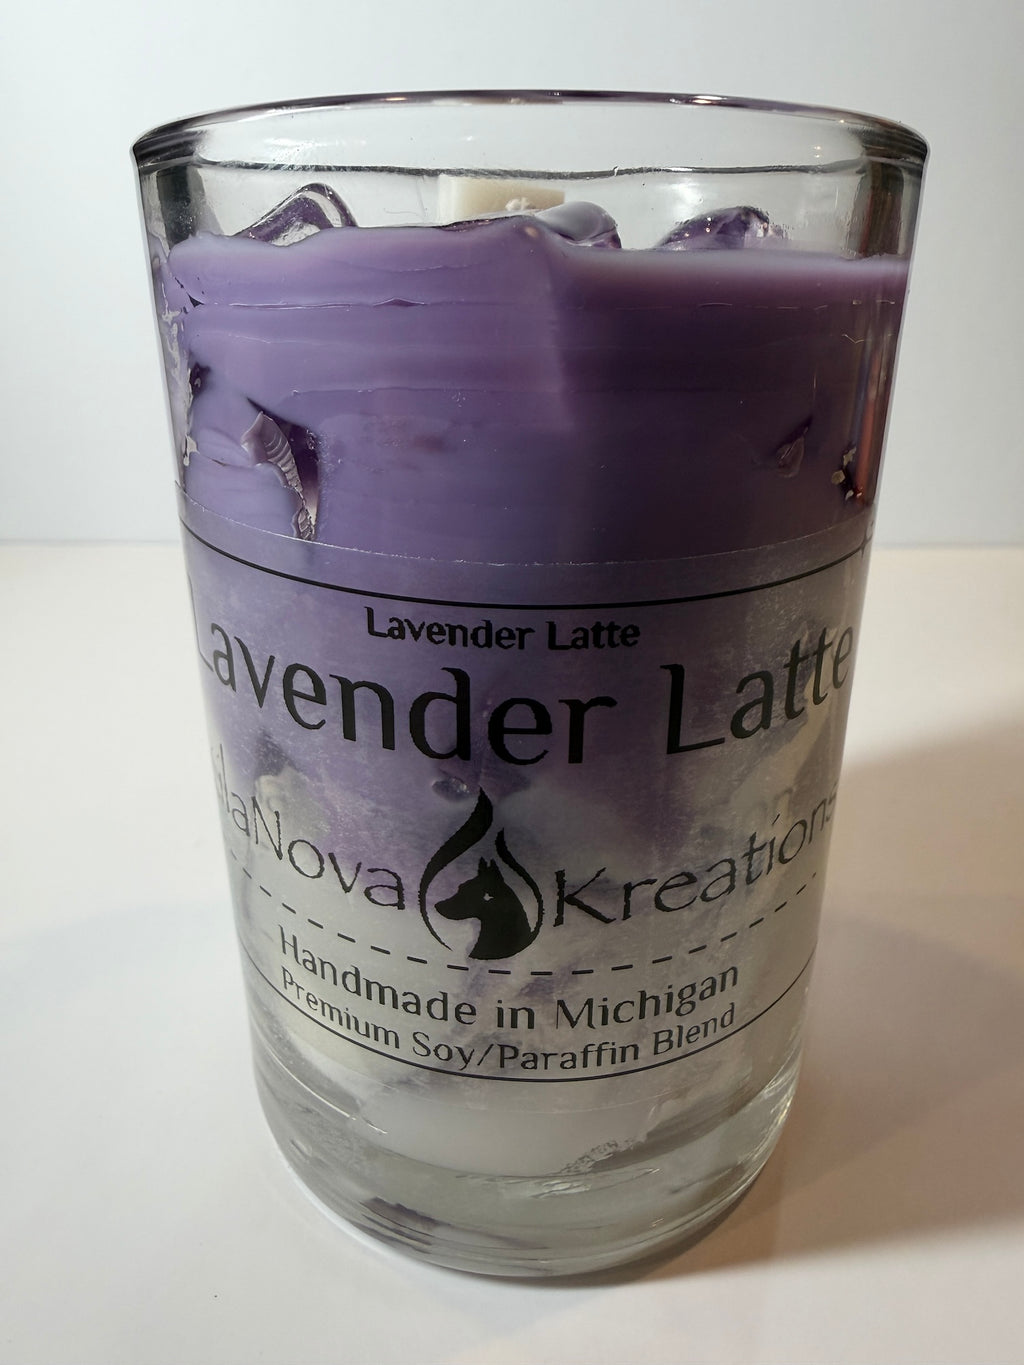 Lavender Latte
Lavender Latte
Kreations
Handmade in Michigan
Premium Soy/Paraffin Blend